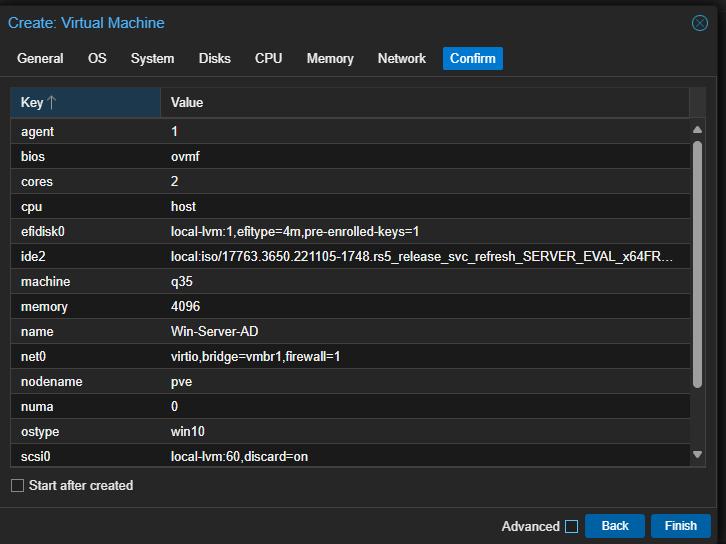 Create: Virtual Machine
General OS System Disks CPU Memory Network Confirm
Key Value
agent 1
bios ovmf
cores 2
cpu host
efidisk0 local-lvm:1,efitype=4m,pre-enrolled-keys=1
ide2 local:iso/17763.3650.221105-1748.rs5_release_svc_refresh_SERVER_EVAL_x64FR...
machine q35
memory 4096
name Win-Server-AD
net0 virtio,bridge=vmbr1,firewall=1
nodename pve
numa 0
ostype win10
scsi0 local-lvm:60,discard=on
Start after created
Advanced Back Finish